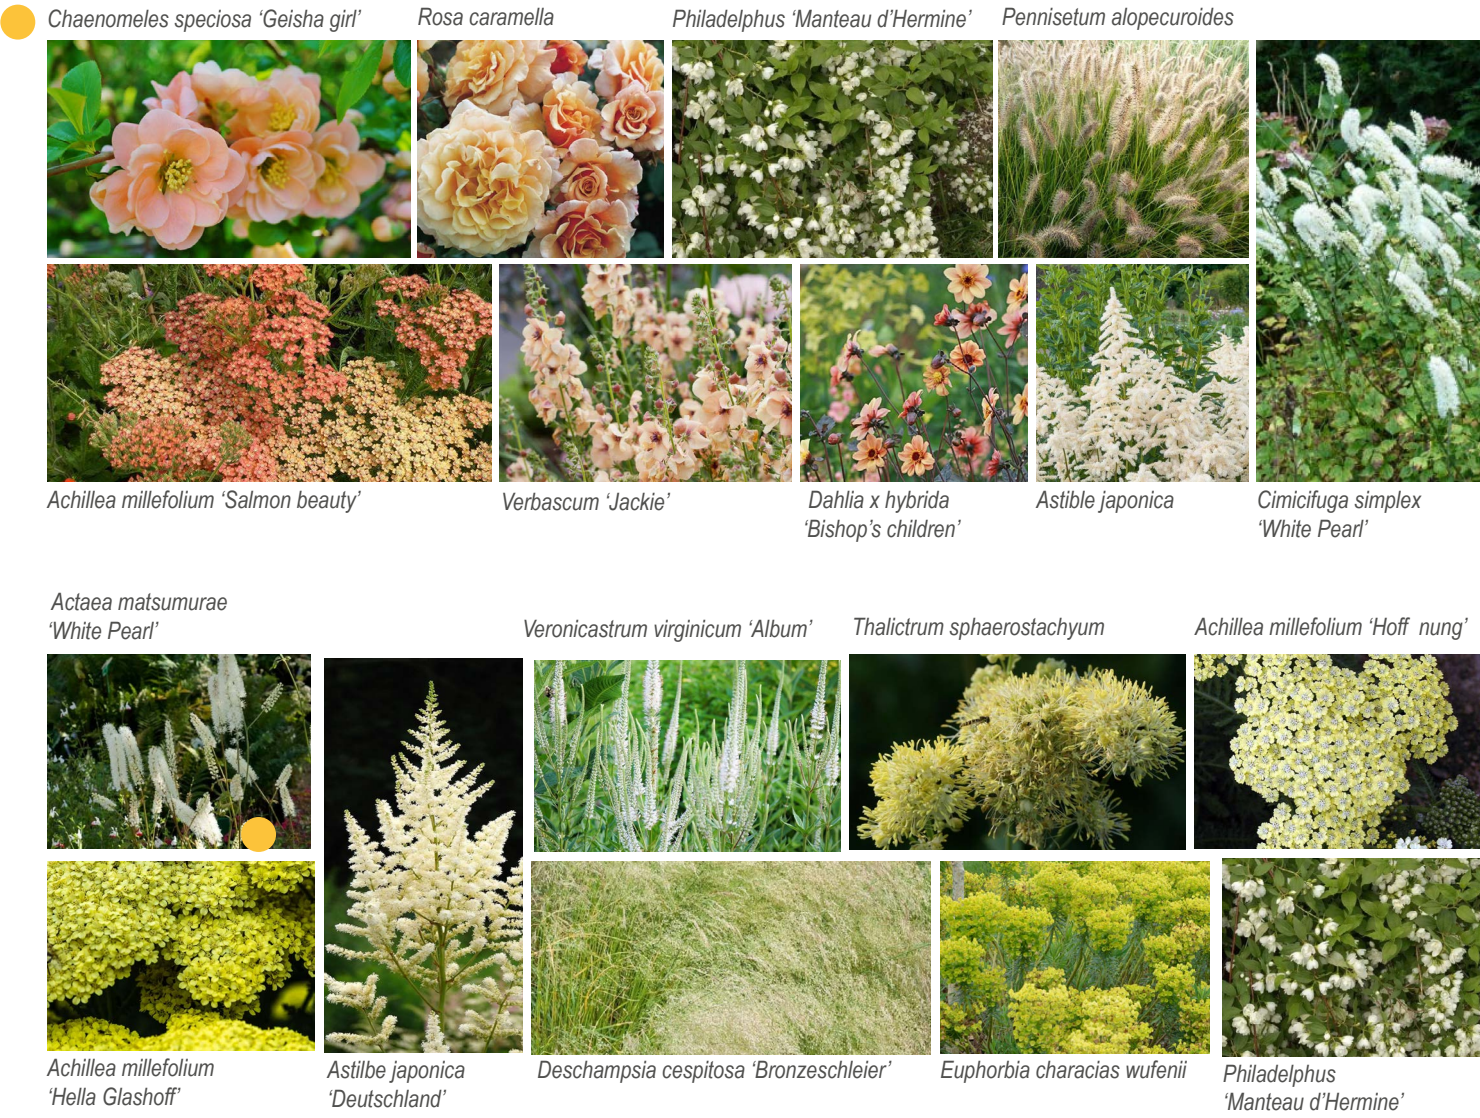 Chaenomeles speciosa ‘Geisha girl’
Rosa caramella
Philadelphus ‘Manteau d’Hermine’
Pennisetum alopecuroides
Achillea millefolium ‘Salmon beauty’
Verbascum ‘Jackie’
Dahlia x hybrida
‘Bishop’s children’
Astible japonica
Cimicifuga simplex
‘White Pearl’
Actaea matsumurae
‘White Pearl’
Veronicastrum virginicum ‘Album’
Thalictrum sphaerostachyum
Achillea millefolium ‘Hoff nung’
Achillea millefolium
‘Hella Glashoff’
Astilbe japonica
‘Deutschland’
Deschampsia cespitosa ‘Bronzeschleier’
Euphorbia characias wufenii
Philadelphus
‘Manteau d’Hermine’